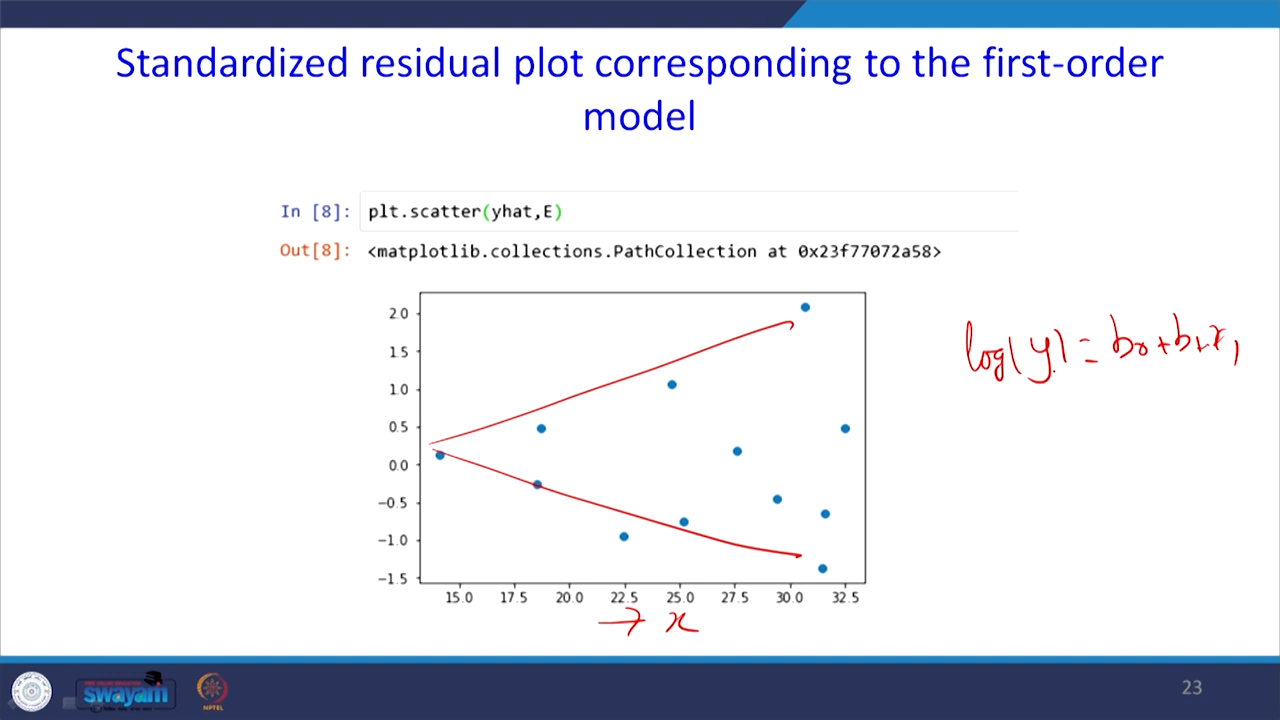 Standardized residual plot corresponding to the first-order
model
In [8]: plt.scatter(yhat,E)
Out[8]: <matplotlib.collections.PathCollection at 0x23f77072a58>
2.0
1.5
1.0
0.5
0.0
−0.5
−1.0
−1.5
15.0 17.5 20.0 22.5 25.0 27.5 30.0 32.5
→ x
log(y) = b0 + b1x1
swayam
NPTEL
23